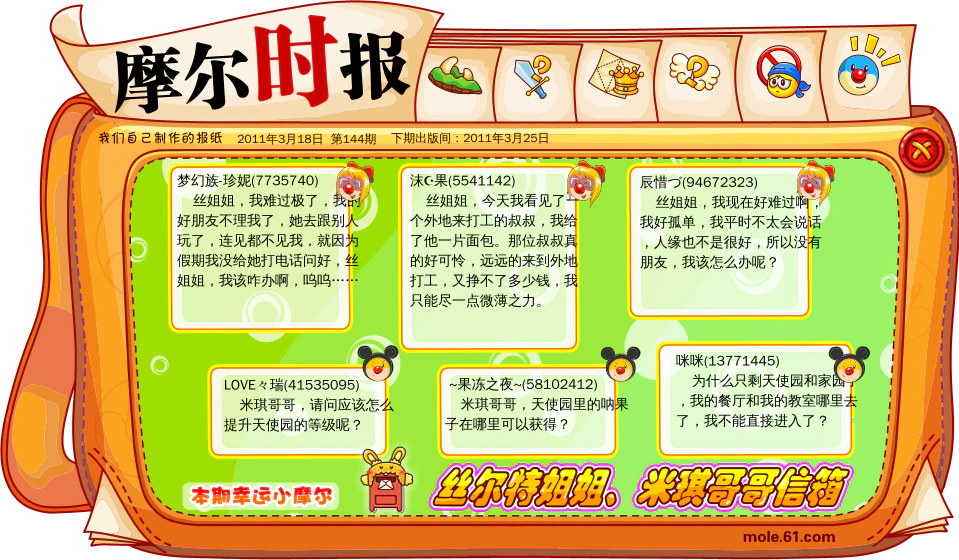 摩尔时报
我们自己制作的报纸 2011年3月18日 第144期 下期出版间：2011年3月25日
梦幻族-珍妮(7735740)
丝姐姐，我难过极了，我的
好朋友不理我了，她去跟别人
玩了，连见都不见我，就因为
假期我没给她打电话问好，丝
姐姐，我该咋办啊，呜呜……
沫☪果(5541142)
丝姐姐，今天我看见了一
个外地来打工的叔叔，我给
了他一片面包。那位叔叔真
的好可怜，远远的来到外地
打工，又挣不了多少钱，我
只能尽一点微薄之力。
辰惜づ(94672323)
丝姐姐，我现在好难过啊，
我好孤单，我平时不太会说话
，人缘也不是很好，所以没有
朋友，我该怎么办呢？
LOVE々瑞(41535095)
米琪哥哥，请问应该怎么
提升天使园的等级呢？
~果冻之夜~(58102412)
米琪哥哥，天使园里的呐果
子在哪里可以获得？
咪咪(13771445)
为什么只剩天使园和家园了
，我的餐厅和我的教室哪里去
了，我不能直接进入了？
本期幸运小摩尔
丝尔特姐姐、米琪哥哥信箱
mole.61.com